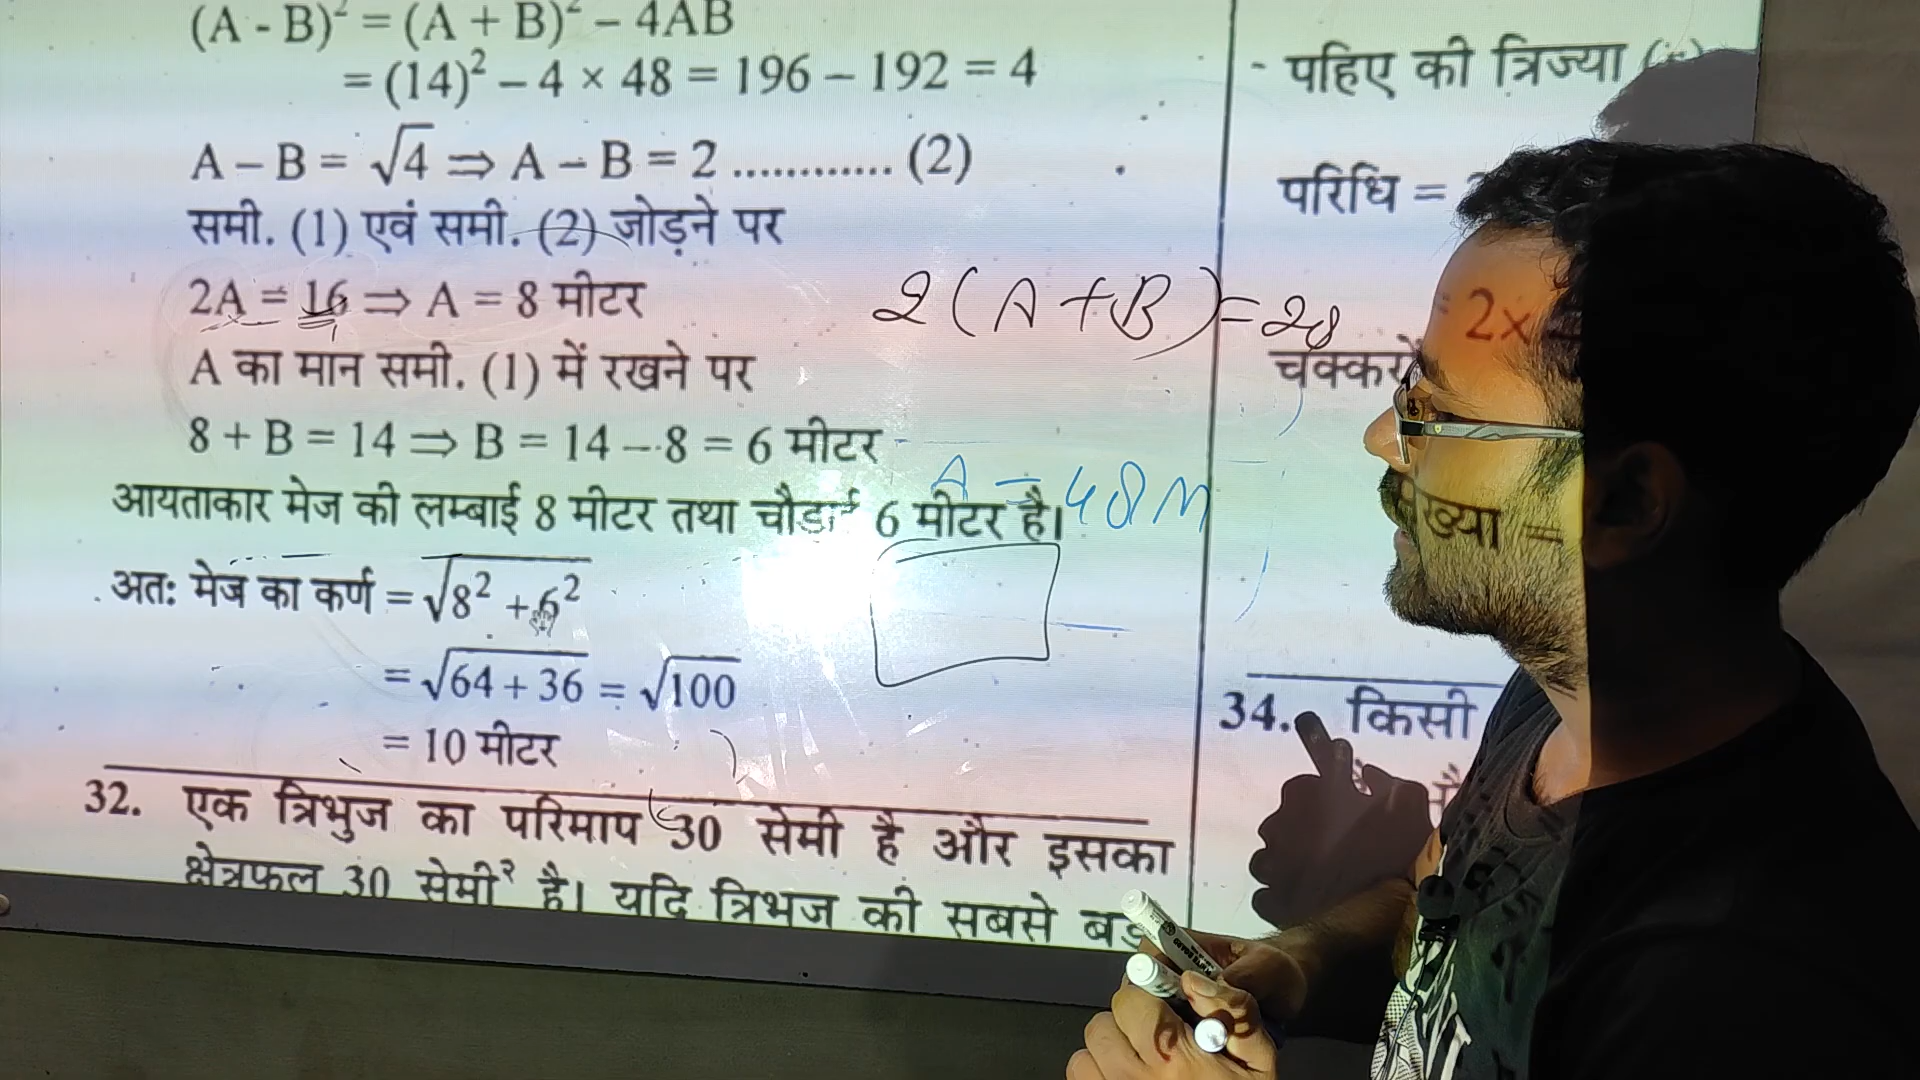 (A - B)² = (A + B)² – 4AB
= (14)² – 4 × 48 = 196 – 192 = 4
A – B = √4 ⇒ A – B = 2 ............. (2)
समी. (1) एवं समी. (2) जोड़ने पर
2A = 16 ⇒ A = 8 मीटर
A का मान समी. (1) में रखने पर
8 + B = 14 ⇒ B = 14 – 8 = 6 मीटर
आयताकार मेज की लम्बाई 8 मीटर तथा चौड़ाई 6 मीटर है।
अतः मेज का कर्ण = √8² + 6²
= √64 + 36 = √100
= 10 मीटर
32. एक त्रिभुज का परिमाप 30 सेमी है और इसका
क्षेत्रफल 30 सेमी² है। यदि त्रिभुज की सबसे
2(A+B)=28
A = 48 M
- पहिए की त्रिज्या
परिधि =
2×
34. किसी